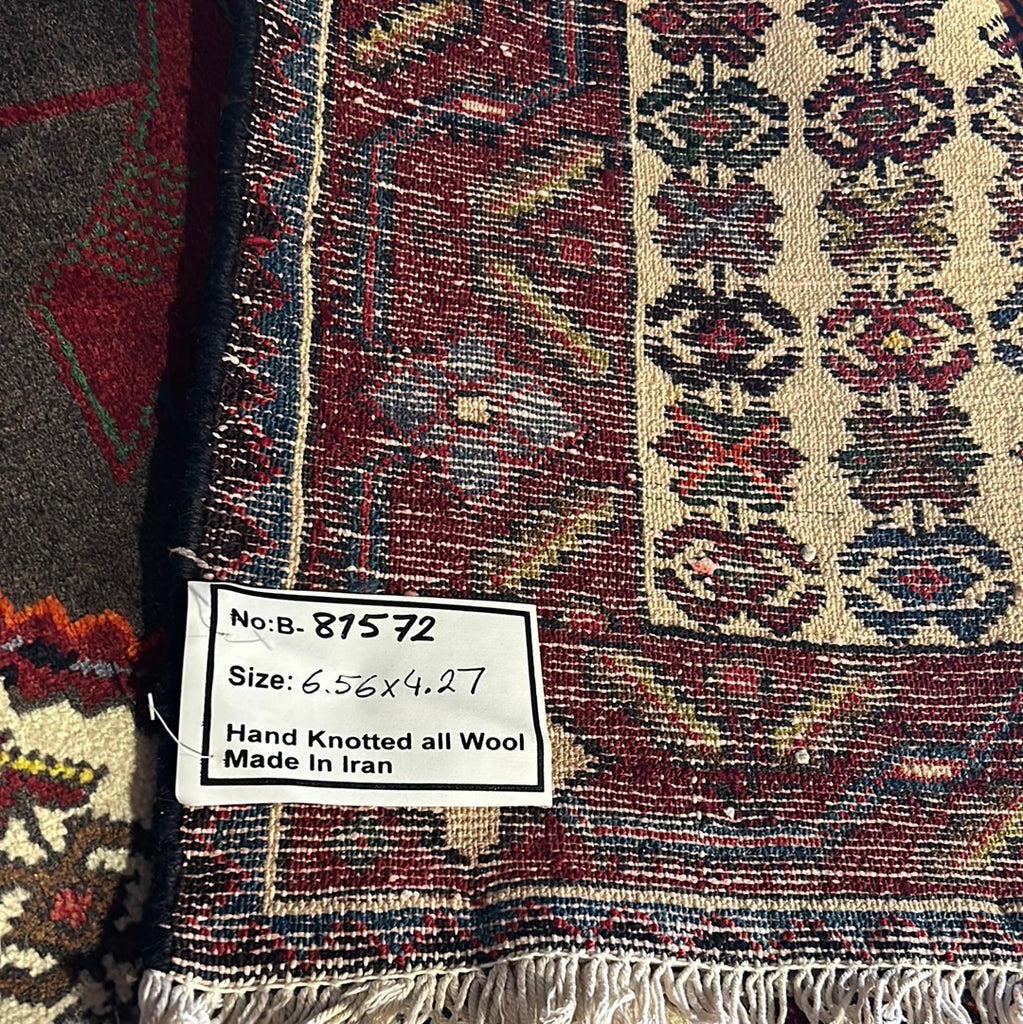 No:B- 81572
Size: 6.56x4.27
Hand Knotted all Wool
Made In Iran